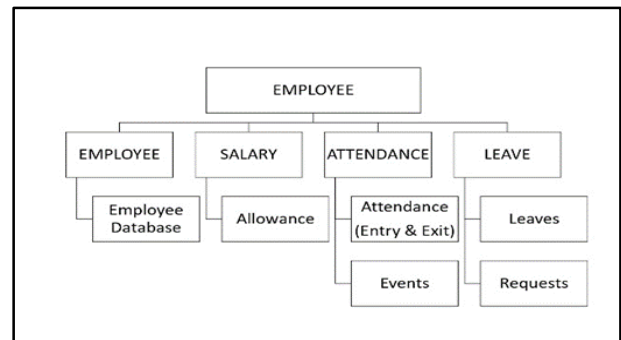 EMPLOYEE
EMPLOYEE
SALARY
ATTENDANCE
LEAVE
Employee
Database
Allowance
Attendance
(Entry & Exit)
Leaves
Events
Requests